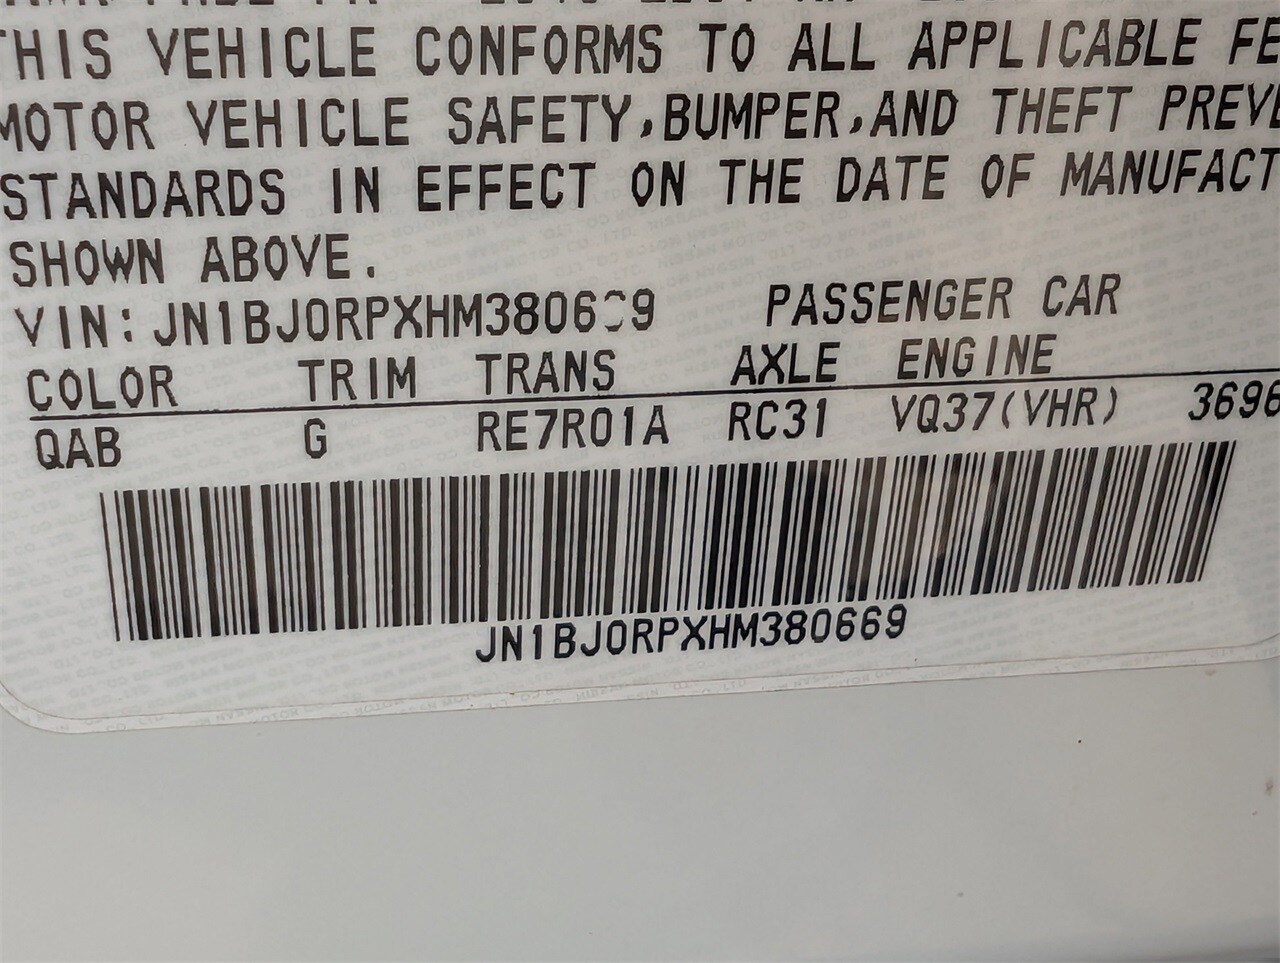 THIS VEHICLE CONFORMS TO ALL APPLICABLE FE
MOTOR VEHICLE SAFETY,BUMPER,AND THEFT PREVE
STANDARDS IN EFFECT ON THE DATE OF MANUFACT
SHOWN ABOVE.
VIN: PASSENGER CAR
COLOR TRIM TRANS AXLE ENGINE
QAB G RE7R01A RC31 VQ37(VHR) 3696
JN1BJ0RPXHM380669